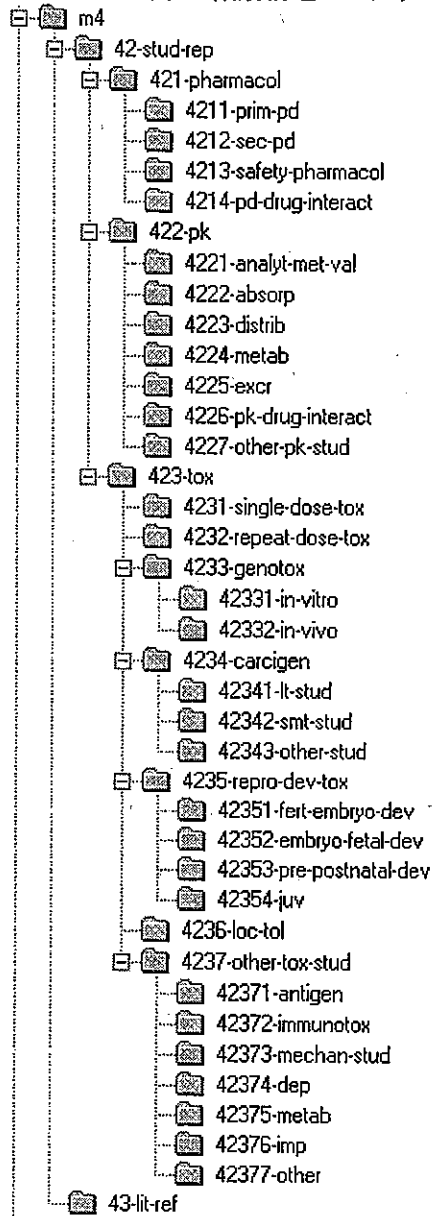 m4
42-stud-rep
421-pharmacol
4211-prim-pd
4212-sec-pd
4213-safety-pharmacol
4214-pd-drug-interact
422-pk
4221-analyt-met-val
4222-absorp
4223-distrib
4224-metab
4225-excr
4226-pk-drug-interact
4227-other-pk-stud
423-tox
4231-single-dose-tox
4232-repeat-dose-tox
4233-genotox
42331-in-vitro
42332-in-vivo
4234-carcigen
42341-lt-stud
42342-smt-stud
42343-other-stud
4235-repro-dev-tox
42351-fert-embryo-dev
42352-embryo-fetal-dev
42353-pre-postnatal-dev
42354-juv
4236-loc-tol
4237-other-tox-stud
42371-antigen
42372-immunotox
42373-mechan-stud
42374-dep
42375-metab
42376-imp
42377-other
43-lit-ref